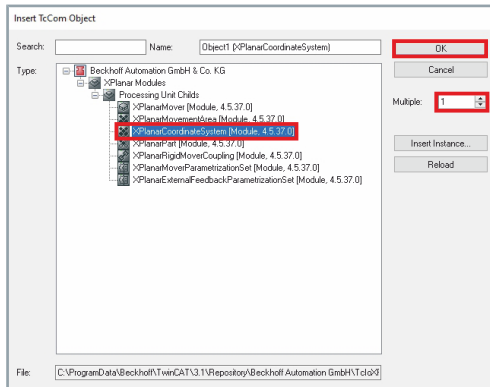 Insert TcCom Object
Search:
Name:
Object1 (XPlanarCoordinateSystem)
OK
Type:
Beckhoff Automation GmbH & Co. KG
Cancel
XPlanar Modules
Processing Unit Childs
XPlanarMover [Module, 4.5.37.0]
Multiple:
1
XPlanarMovementArea [Module, 4.5.37.0]
XPlanarCoordinateSystem [Module, 4.5.37.0]
XPlanarPart [Module, 4.5.37.0]
Insert Instance...
XPlanarRigidMoverCoupling [Module, 4.5.37.0]
XPlanarMoverParametrizationSet [Module, 4.5.37.0]
Reload
XPlanarExternalFeedbackParametrizationSet [Module, 4.5.37.0]
File:
C:\ProgramData\Beckhoff\TwinCAT\3.1\Repository\Beckhoff Automation GmbH\TcIoXf